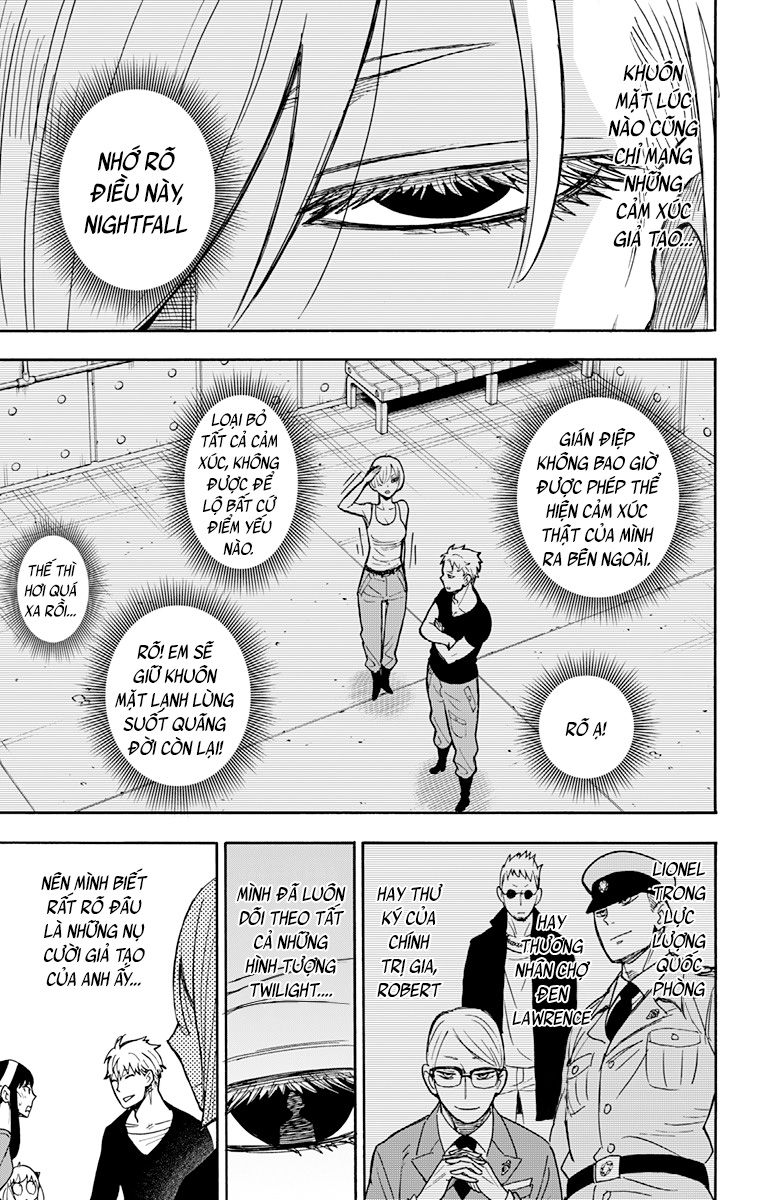 KHUÔN
MẶT LÚC
NÀO CŨNG
CHỈ MANG
NHỮNG
CẢM XÚC
GIẢ TẠO...
NHỚ RÕ
ĐIỀU NÀY,
NIGHTFALL
GIÁN ĐIỆP
KHÔNG BAO GIỜ
ĐƯỢC PHÉP THỂ
HIỆN CẢM XÚC
THẬT CỦA MÌNH
RA BÊN NGOÀI.
LOẠI BỎ
TẤT CẢ CẢM
XÚC, KHÔNG
ĐƯỢC ĐỂ
LỘ BẤT CỨ
ĐIỂM YẾU
NÀO.
RÕ Ạ!
RÕ! EM SẼ
GIỮ KHUÔN
MẶT LẠNH LÙNG
SUỐT QUÃNG
ĐỜI CÒN LẠI!
THẾ THÌ
HƠI QUÁ
XA RỒI...
LIONEL
TRONG
LỰC
LƯỢNG
QUỐC
PHÒNG
HAY
THƯƠNG
NHÂN CHỢ
ĐEN
LAWRENCE
HAY THƯ
KÝ CỦA
CHÍNH
TRỊ GIA,
ROBERT
MÌNH ĐÃ LUÔN
DÕI THEO TẤT
CẢ NHỮNG
HÌNH TƯỢNG
TWILIGHT....
NÊN MÌNH BIẾT
RẤT RÕ ĐÂU
LÀ NHỮNG NỤ
CƯỜI GIẢ TẠO
CỦA ANH ẤY...